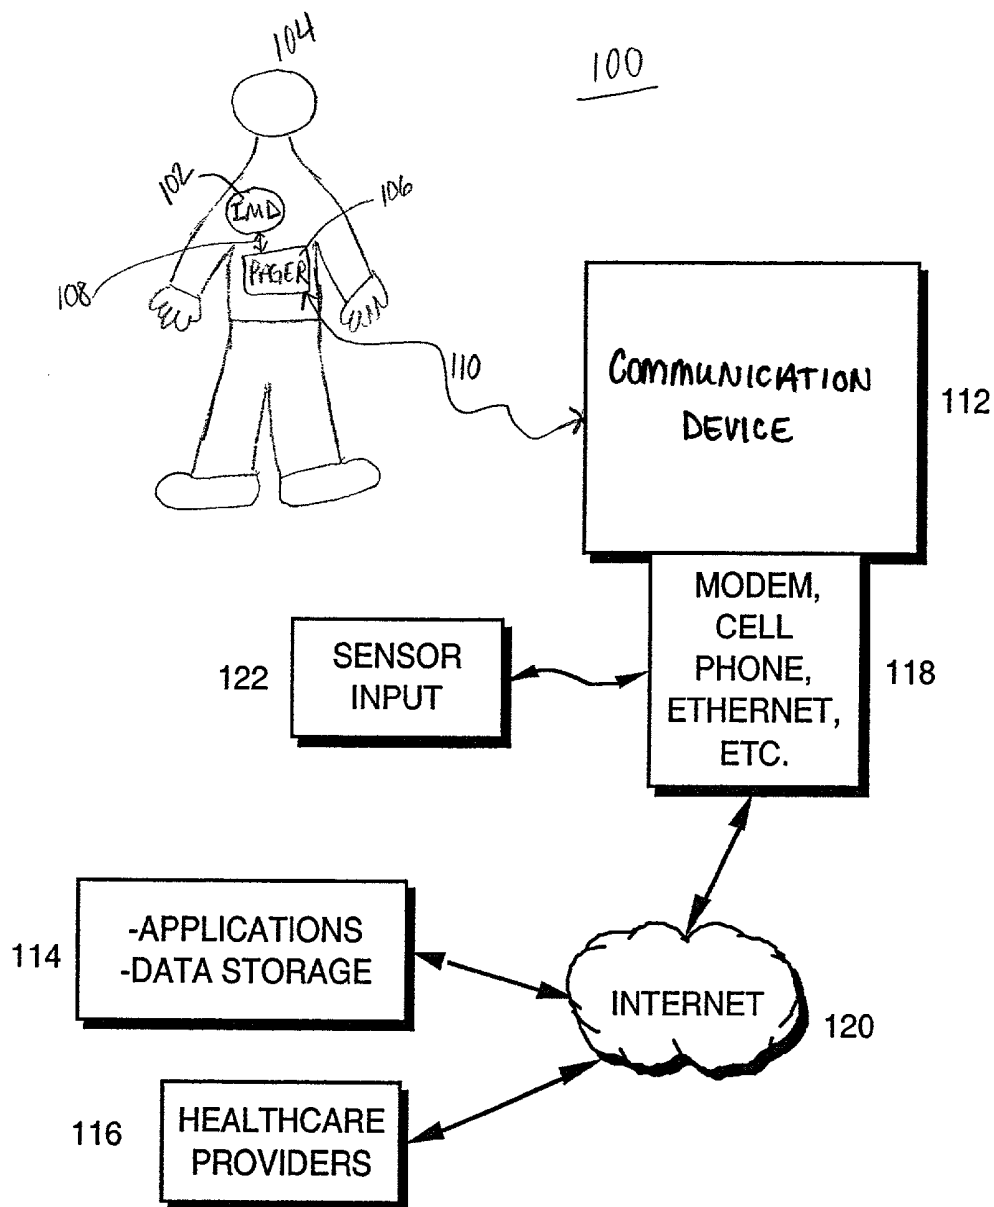 104
100
102
IMD
106
108
PAGER
110
COMMUNICATION
DEVICE
112
MODEM,
CELL
PHONE,
ETHERNET,
ETC.
118
122
SENSOR
INPUT
114
-APPLICATIONS
-DATA STORAGE
INTERNET
120
116
HEALTHCARE
PROVIDERS